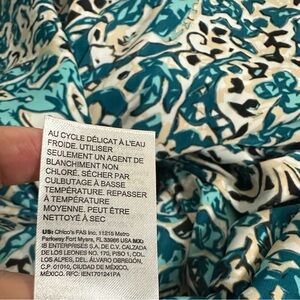 AU CYCLE DÉLICAT À L'EAU
FROIDE. UTILISER
SEULEMENT UN AGENT DE
BLANCHIMENT NON
CHLORÉ. SÉCHER PAR
CULBUTAGE À BASSE
TEMPÉRATURE. REPASSER
À TEMPÉRATURE
MOYENNE. PEUT ÊTRE
NETTOYÉ À SEC
US: Chico's FAS Inc. 11215 Metro
Parkway Fort Myers, FL 33966 USA MX:
IB ENTERPRISES S.A. DE C.V. CALZADA
DE LOS LEONES NO. 170, PISO 1, COL.
LOS ALPES, DEL. ÁLVARO OBREGÓN,
C.P. 01010, CIUDAD DE MÉXICO,
MÉXICO. RFC: IEN1701241PA